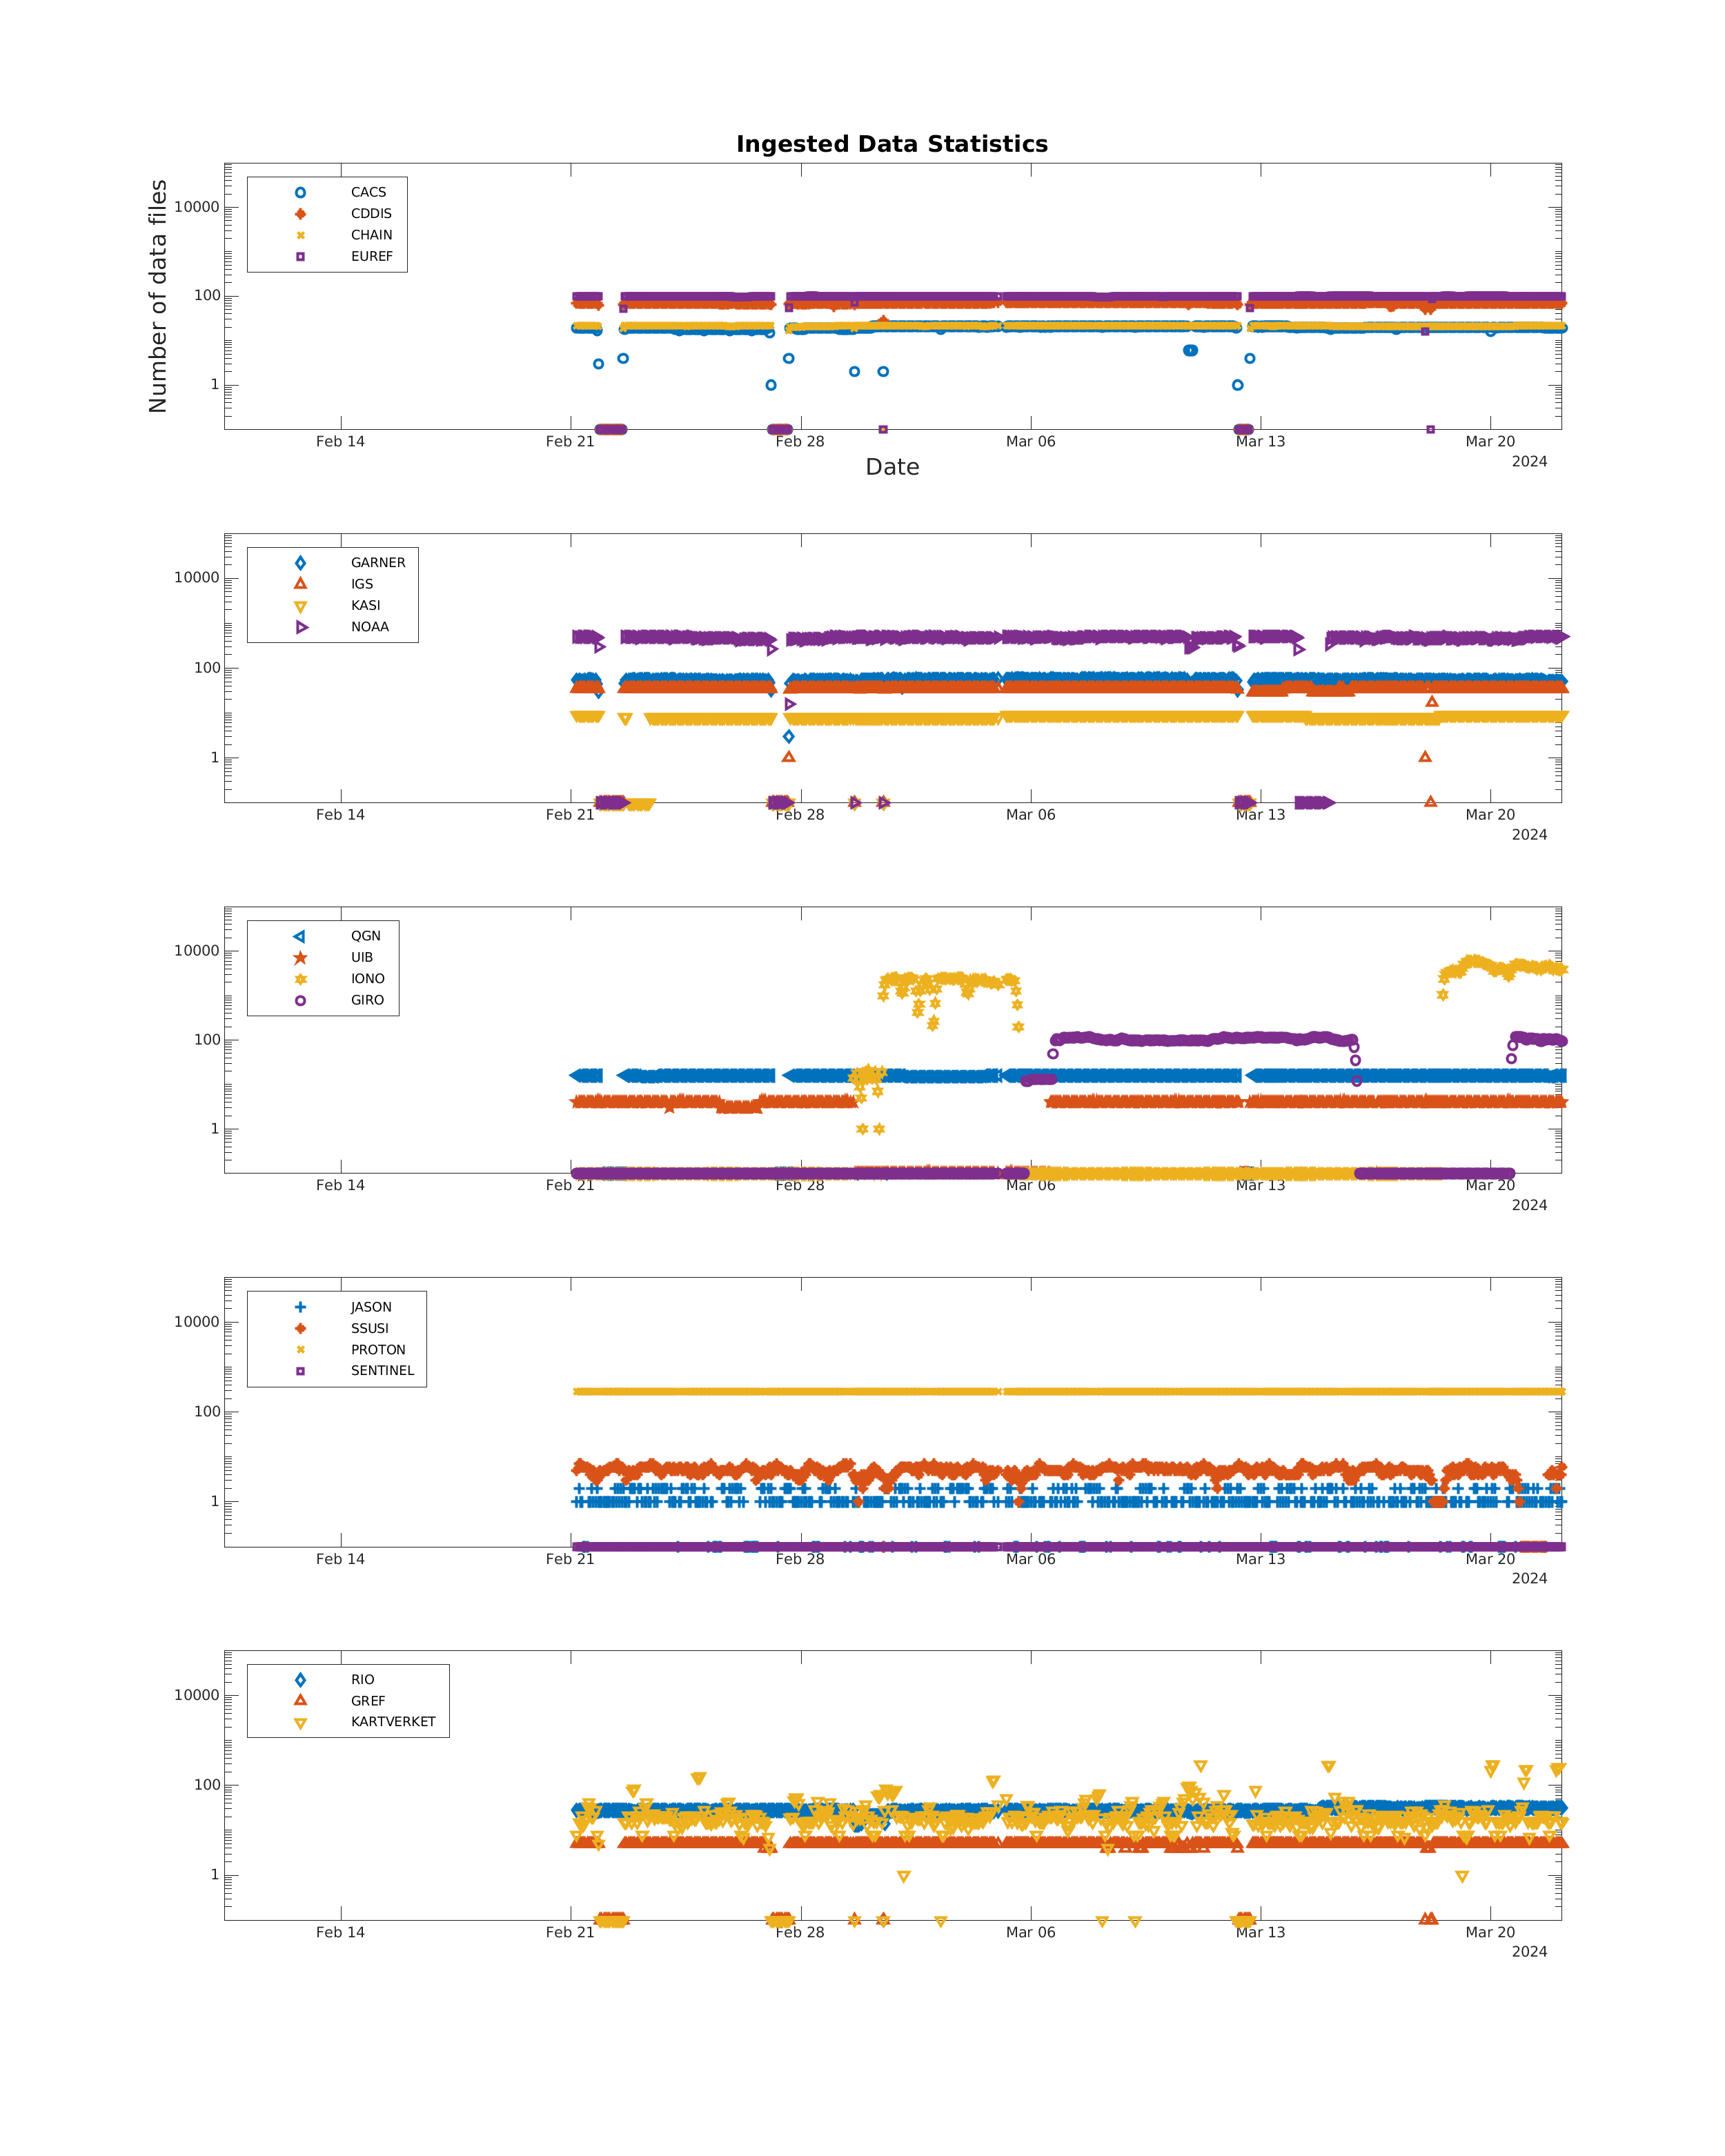 Ingested Data Statistics
Number of data files
10000
100
1
CACS
CDDIS
CHAIN
EUREF
Feb 14 Feb 21 Feb 28 Mar 06 Mar 13 Mar 20
2024
Date
10000
100
1
GARNER
IGS
KASI
NOAA
Feb 14 Feb 21 Feb 28 Mar 06 Mar 13 Mar 20
2024
10000
100
1
QGN
UIB
IONO
GIRO
Feb 14 Feb 21 Feb 28 Mar 06 Mar 13 Mar 20
2024
10000
100
1
JASON
SSUSI
PROTON
SENTINEL
Feb 14 Feb 21 Feb 28 Mar 06 Mar 13 Mar 20
2024
10000
100
1
RIO
GREF
KARTVERKET
Feb 14 Feb 21 Feb 28 Mar 06 Mar 13 Mar 20
2024